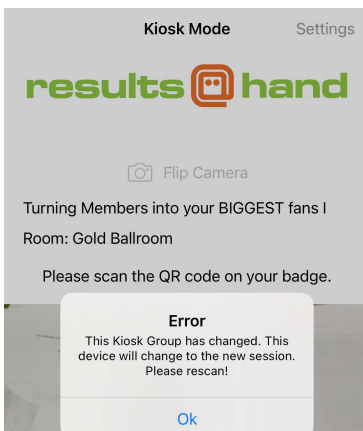 Kiosk Mode
Settings
results@hand
Flip Camera
Turning Members into your BIGGEST fans I
Room: Gold Ballroom
Please scan the QR code on your badge.
Error
This Kiosk Group has changed. This
device will change to the new session.
Please rescan!
Ok